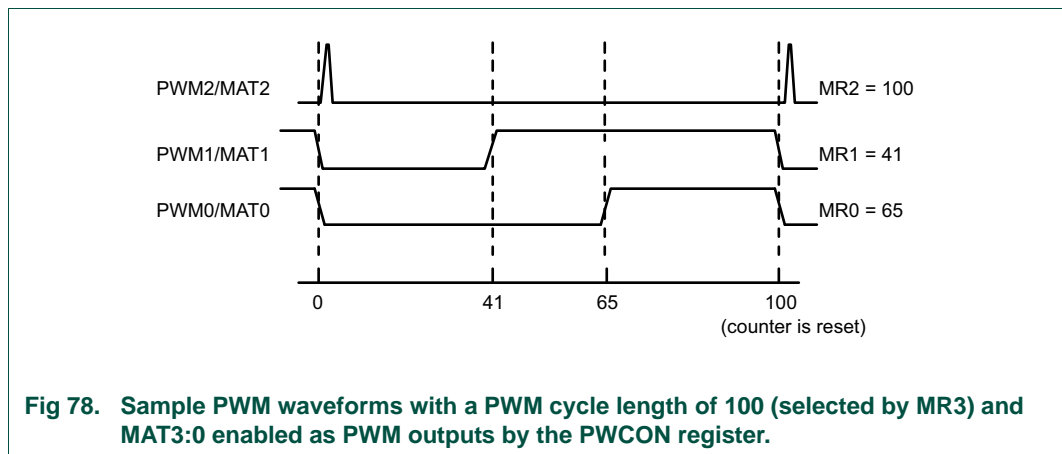 PWM2/MAT2
MR2 = 100
PWM1/MAT1
MR1 = 41
PWM0/MAT0
MR0 = 65
0
41
65
100
(counter is reset)
Fig 78. Sample PWM waveforms with a PWM cycle length of 100 (selected by MR3) and
MAT3:0 enabled as PWM outputs by the PWCON register.